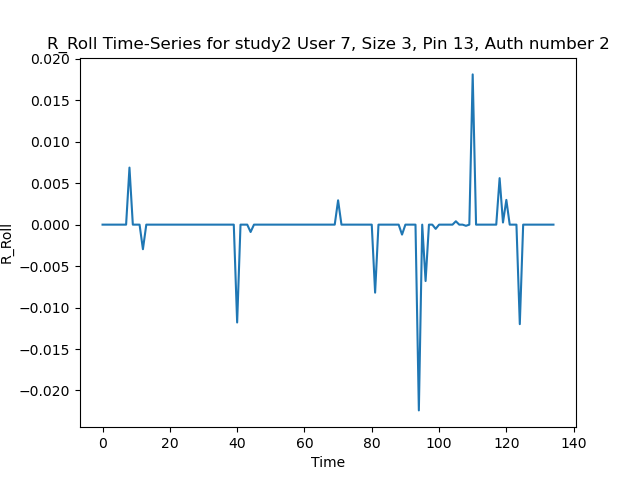 R_Roll Time-Series for study2 User 7, Size 3, Pin 13, Auth number 2
0.020
0.015
0.010
0.005
0.000
−0.005
−0.010
−0.015
−0.020
R_Roll
0 20 40 60 80 100 120 140
Time